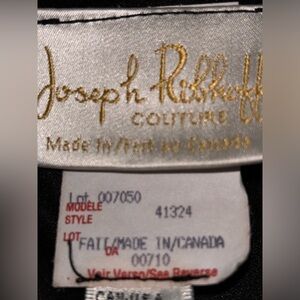 Joseph Ribkoff
COUTURE
Made in/Fait au Canada
Lot 007050
MODELE
STYLE 41324
LOT FAIT/MADE IN/CANADA
DA 00710
Voir Verso/See Reverse